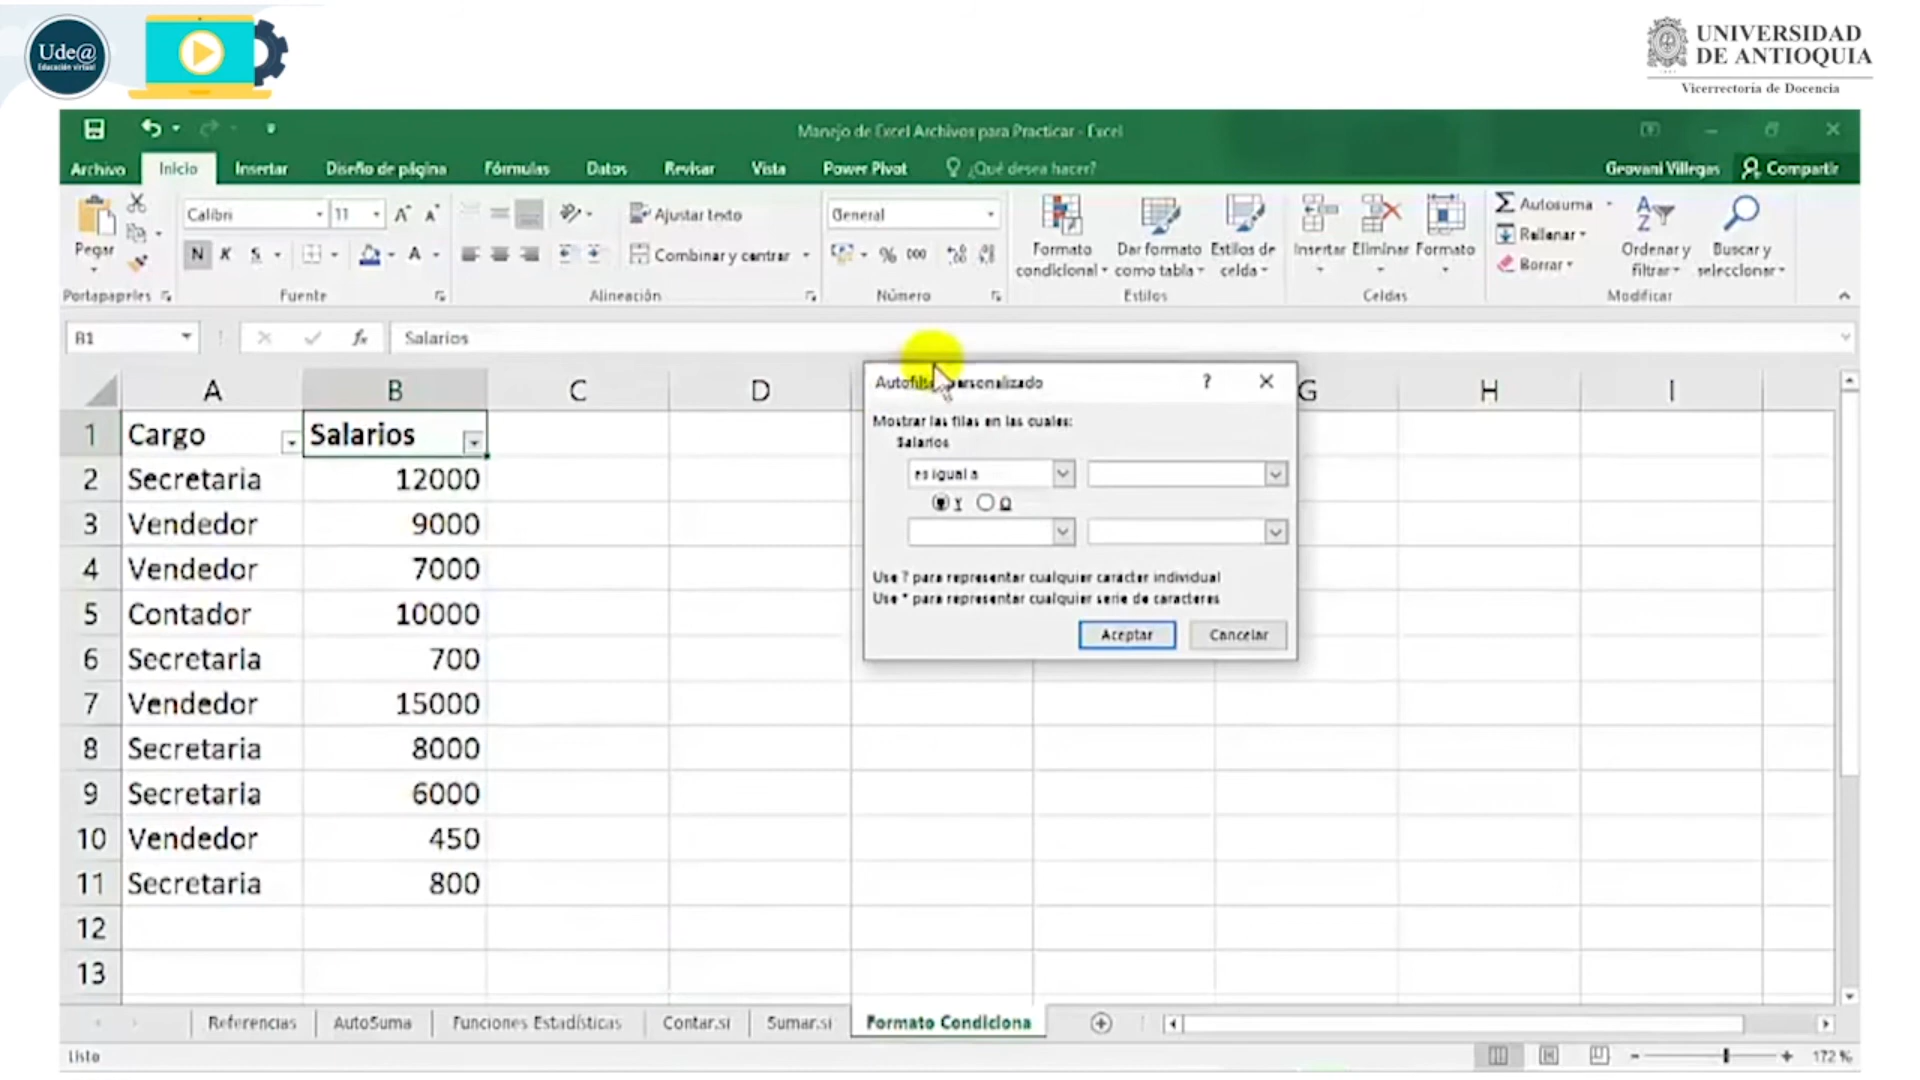 Ude@
Educación virtual
UNIVERSIDAD
DE ANTIOQUIA
Vicerrectoría de Docencia
Manejo de Excel Archivos para Practicar - Excel
Archivo Inicio Insertar Diseño de página Fórmulas Datos Revisar Vista Power Pivot ¿Qué desea hacer? Geovani Villegas Compartir
Pegar
Portapapeles
Calibri 11
N K S A
Fuente
Ajustar texto
Combinar y centrar
Alineación
General
% 000
Número
Formato condicional
Dar formato como tabla
Estilos de celda
Estilos
Insertar Eliminar Formato
Celdas
Autosuma
Rellenar
Borrar
Ordenar y filtrar
Buscar y seleccionar
Modificar
B1 fx Salarios
A B C D G H I
1 Cargo Salarios
2 Secretaria 12000
3 Vendedor 9000
4 Vendedor 7000
5 Contador 10000
6 Secretaria 700
7 Vendedor 15000
8 Secretaria 8000
9 Secretaria 6000
10 Vendedor 450
11 Secretaria 800
12
13
personalizado ?
Mostrar las filas en las cuales:
Salarios
es igual a
Y O
Use ? para representar cualquier carácter individual
Use * para representar cualquier serie de caracteres
Aceptar Cancelar
Referencias AutoSuma Funciones Estadísticas Contar.si Sumar.si Formato Condiciona
Listo 172 %